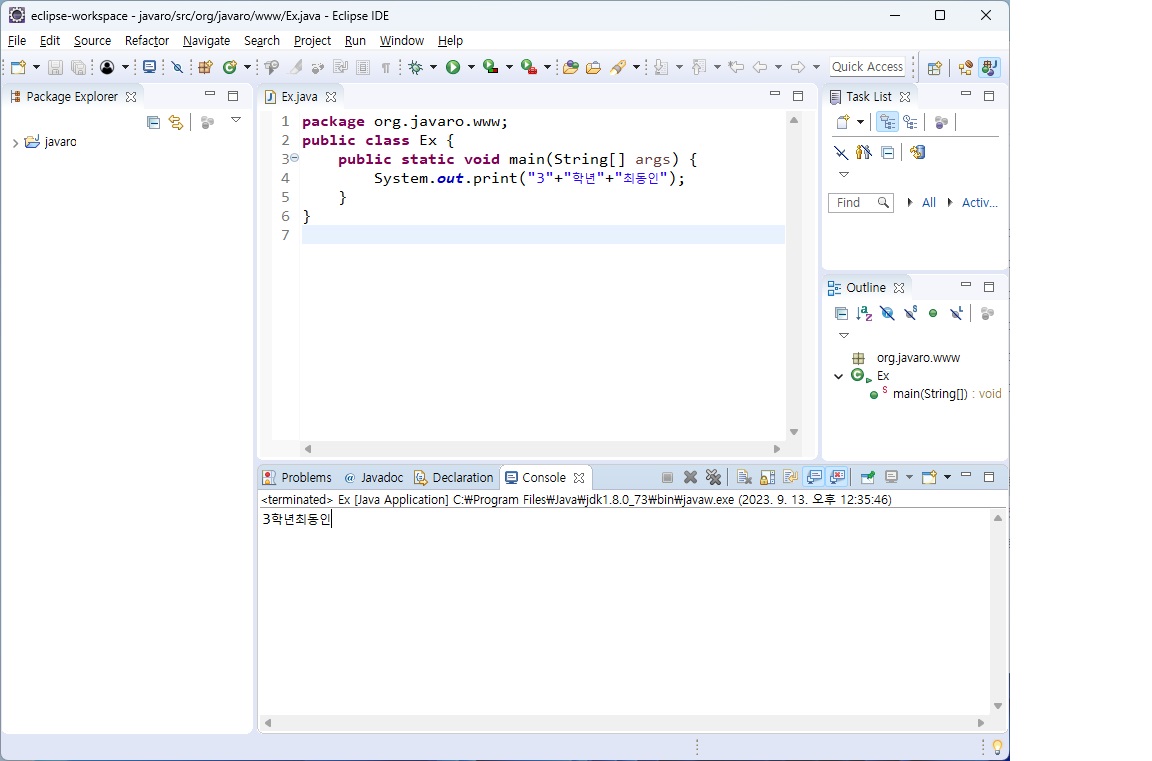 eclipse-workspace - javaro/src/org/javaro/www/Ex.java - Eclipse IDE
File Edit Source Refactor Navigate Search Project Run Window Help
Quick Access
Package Explorer
javaro
Ex.java
1 package org.javaro.www;
2 public class Ex {
3 public static void main(String[] args) {
4 System.out.print("3"+"학년"+"최동인");
5 }
6 }
7
Task List
Find All Activ...
Outline
org.javaro.www
Ex
main(String[]) : void
Problems @ Javadoc Declaration Console
<terminated> Ex [Java Application] C:₩Program Files₩Java₩jdk1.8.0_73₩bin₩javaw.exe (2023. 9. 13. 오후 12:35:46)
3학년최동인